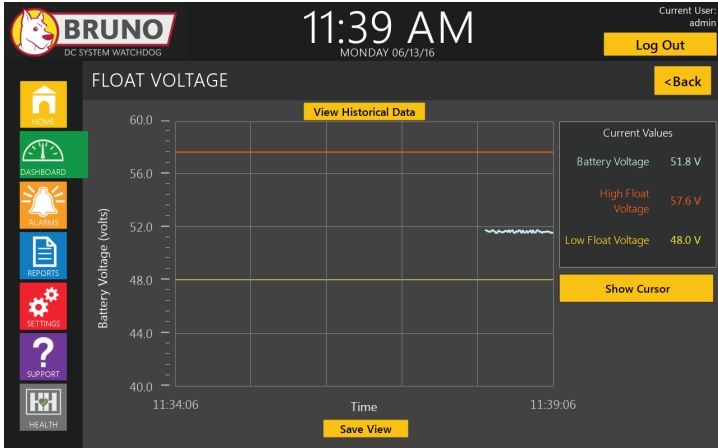 BRUNO
DC SYSTEM WATCHDOG
11:39 AM
MONDAY 06/13/16
Current User:
admin
Log Out
FLOAT VOLTAGE
<Back
HOME
DASHBOARD
ALARMS
REPORTS
SETTINGS
?
SUPPORT
HEALTH
View Historical Data
Battery Voltage (volts)
60.0
56.0
52.0
48.0
44.0
40.0
11:34:06
Time
11:39:06
Save View
Current Values
Battery Voltage 51.8 V
High Float
Voltage 57.6 V
Low Float Voltage 48.0 V
Show Cursor